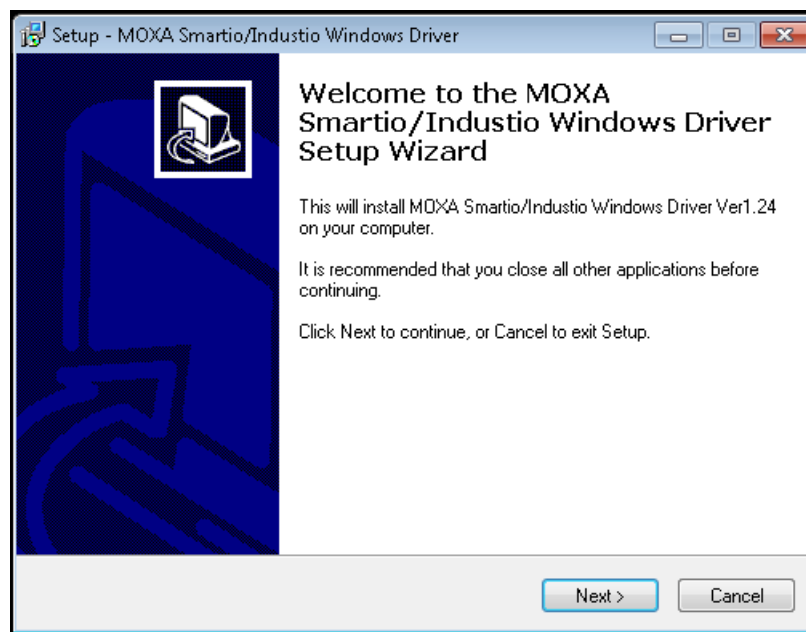 Setup - MOXA Smartio/Industio Windows Driver
Welcome to the MOXA
Smartio/Industio Windows Driver
Setup Wizard
This will install MOXA Smartio/Industio Windows Driver Ver1.24
on your computer.
It is recommended that you close all other applications before
continuing.
Click Next to continue, or Cancel to exit Setup.
Next >
Cancel